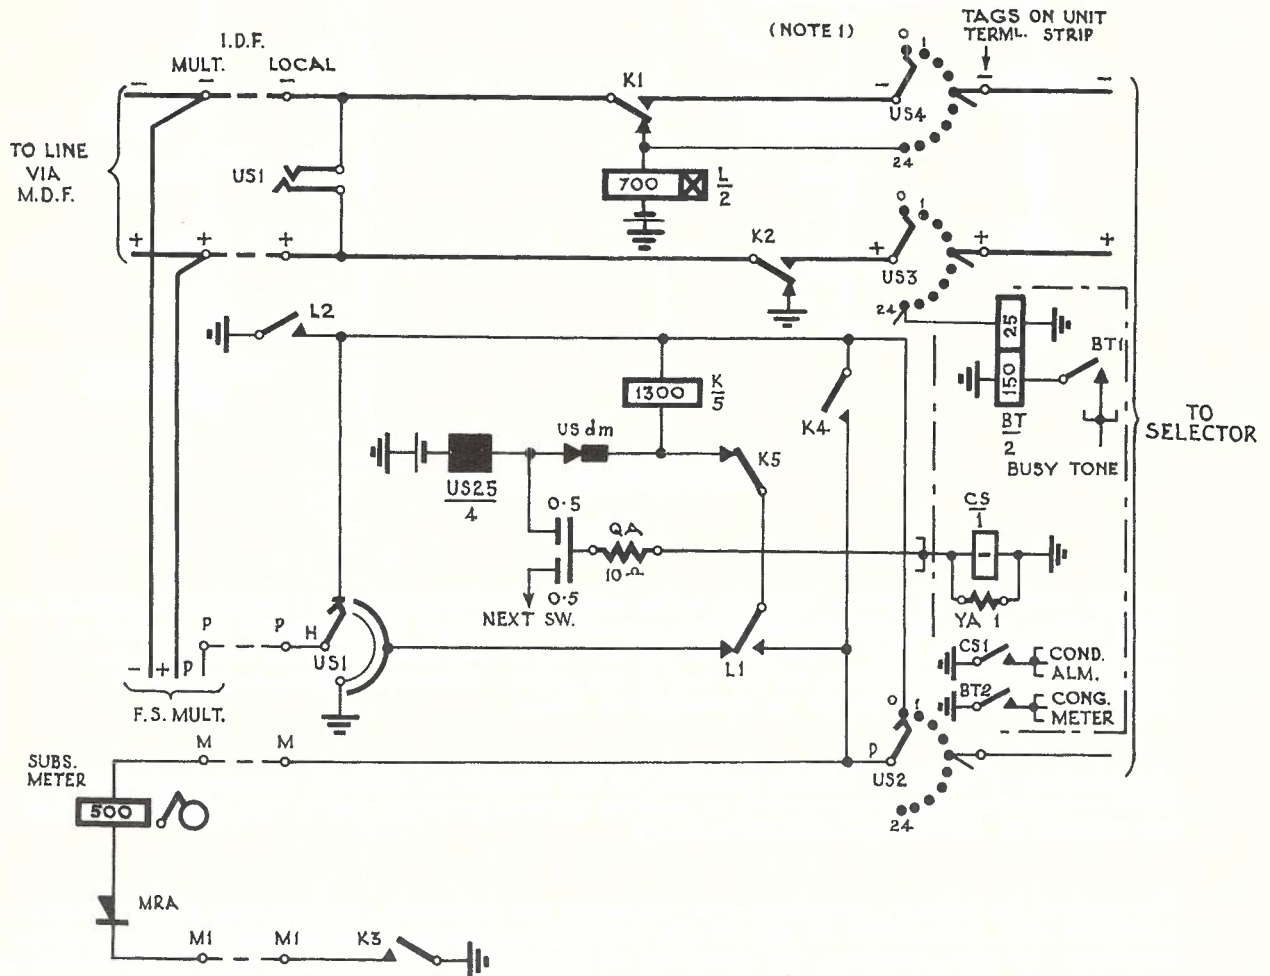 (NOTE 1)
TAGS ON UNIT
TERML. STRIP
I.D.F.
MULT. LOCAL
− − −
K1
−
O 1
US4
24
− −
TO LINE
VIA
M.D.F.
US1
700
L
2
+ + +
K2
+
O 1
US3
24
+ +
L2
25
150
BT1
BT
2
BUSY TONE
TO
SELECTOR
1300
K
5
K4
US dm
K5
US25
4
0.5
QA
10Ω
0.5
NEXT SW.
CS
1
I
YA 1
P P H
US1
L1
CS1
COND.
ALM.
BT2
CONG.
METER
− + P
F.S. MULT.
O 1
P
US2
24
M M
SUBS.
METER
500
MRA
M1 M1 K3